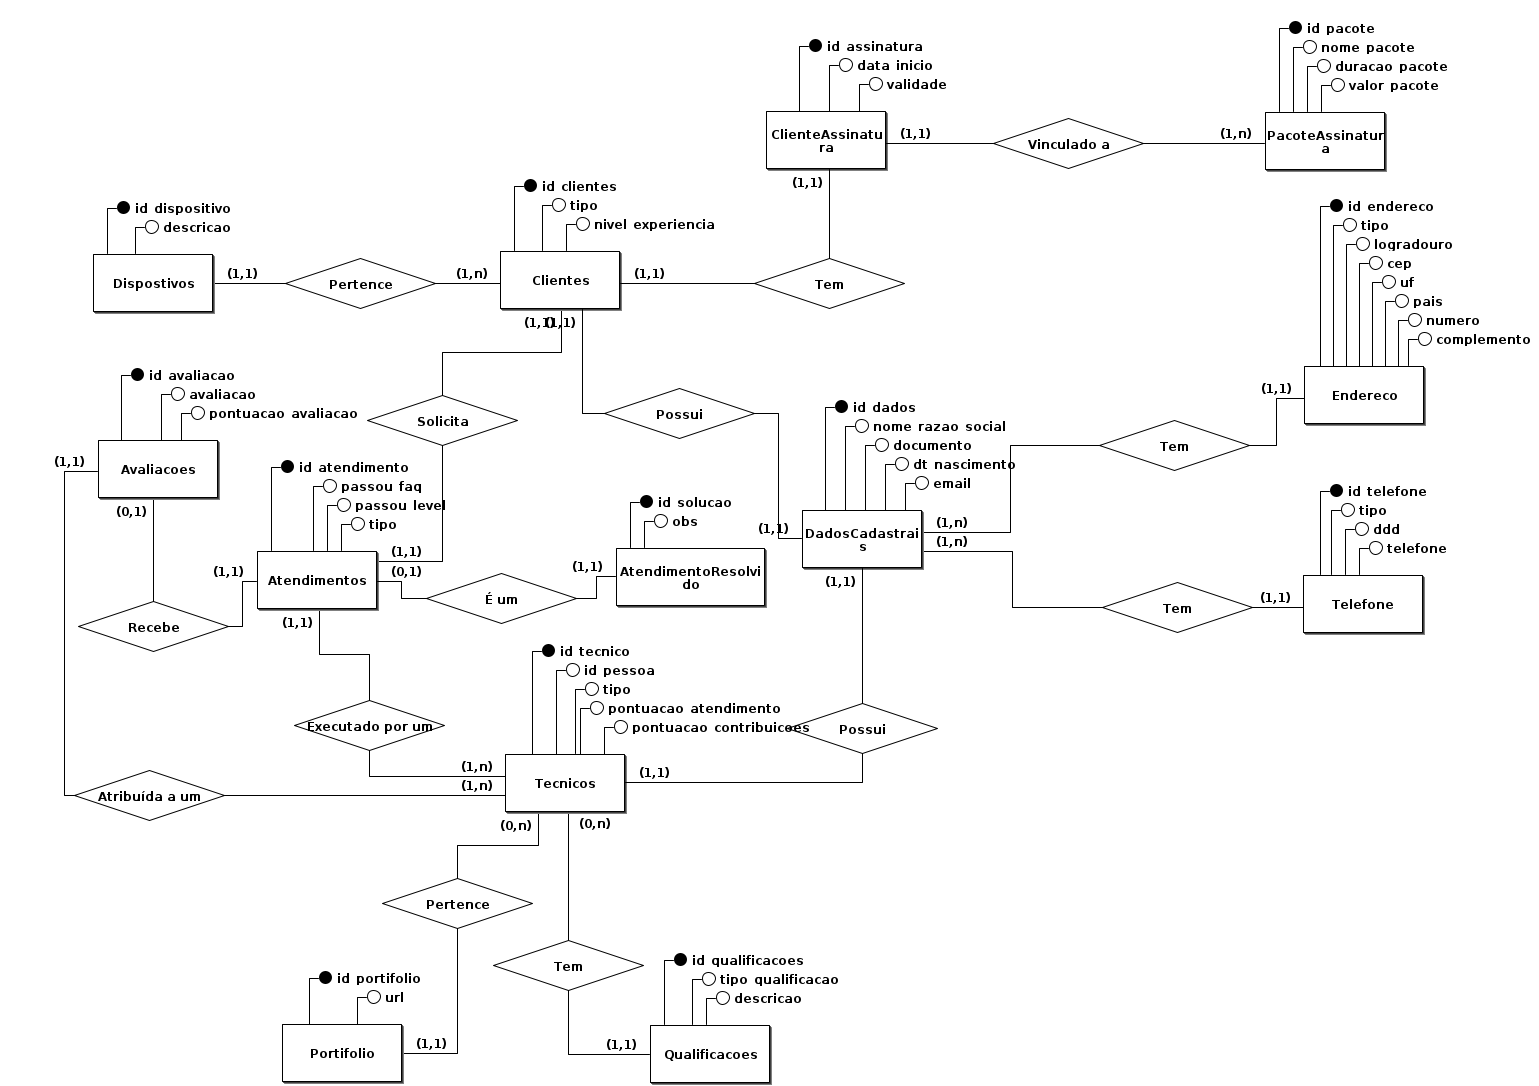 id pacote
nome pacote
duracao pacote
valor pacote
id assinatura
data inicio
validade
ClienteAssinatu
ra
(1,1)
Vinculado a
(1,n)
PacoteAssinatur
a
(1,1)
id clientes
tipo
nivel experiencia
id dispositivo
descricao
id endereco
tipo
logradouro
cep
uf
pais
numero
complemento
Dispostivos
(1,1)
Pertence
(1,n)
Clientes
(1,1)
Tem
(1,1)
(1,1)
id avaliacao
avaliacao
pontuacao avaliacao
Solicita
Possui
(1,1)
Endereco
id dados
nome razao social
documento
dt nascimento
email
Tem
(1,1)
Avaliacoes
(0,1)
id atendimento
passou faq
passou level
tipo
id solucao
obs
id telefone
tipo
ddd
telefone
(1,1)
DadosCadastrai
s
(1,n)
(1,n)
(1,1)
(1,1)
Atendimentos
(1,1)
(0,1)
É um
(1,1)
AtendimentoResolvi
do
(1,1)
Recebe
Tem
(1,1)
Telefone
id tecnico
id pessoa
tipo
pontuacao atendimento
pontuacao contribuicoes
Executado por um
Possui
(1,n)
(1,n)
Tecnicos
(1,1)
Atribuída a um
(0,n)
(0,n)
Pertence
Tem
id portifolio
url
id qualificacoes
tipo qualificacao
descricao
Portifolio
(1,1)
(1,1)
Qualificacoes